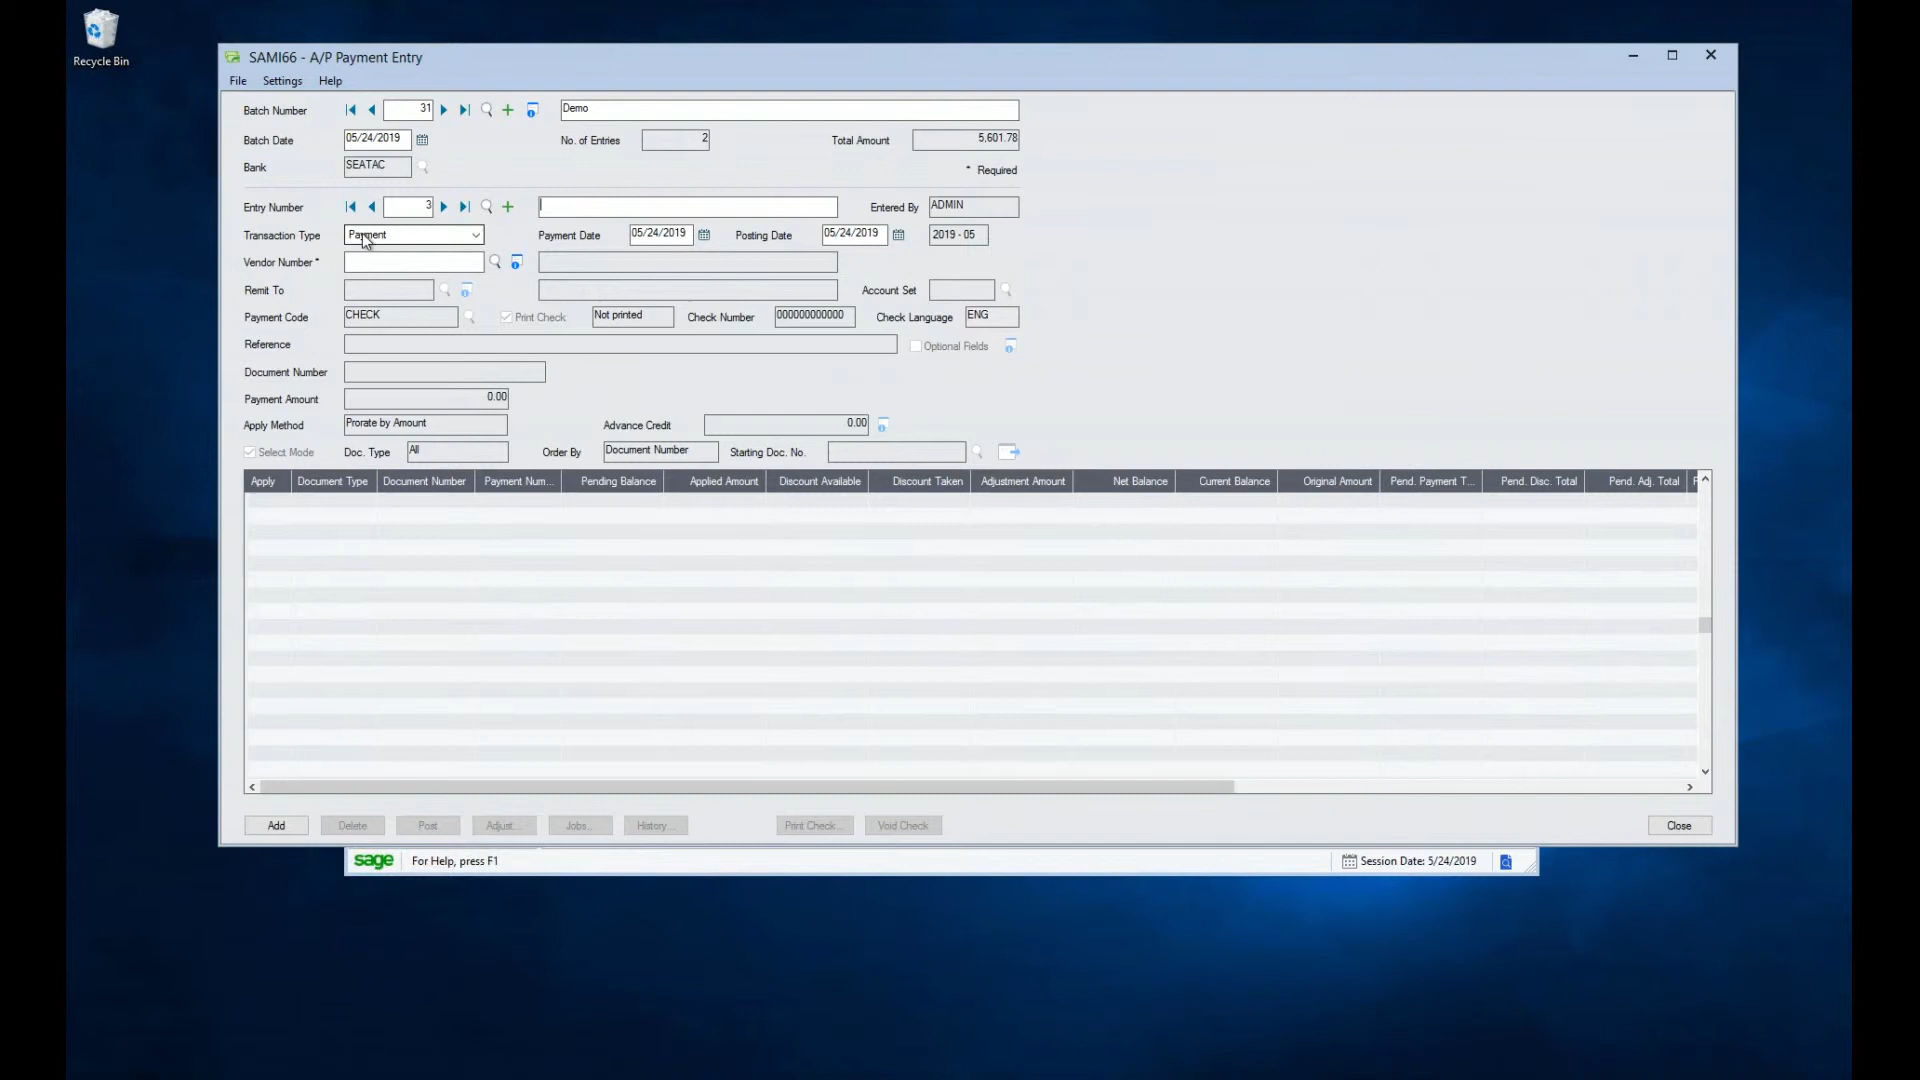 Recycle Bin
SAMI66 - A/P Payment Entry
File Settings Help
Batch Number 31 Demo
Batch Date 05/24/2019 No. of Entries 2 Total Amount 5,601.78
Bank SEATAC * Required
Entry Number 3 Entered By ADMIN
Transaction Type Payment Payment Date 05/24/2019 Posting Date 05/24/2019 2019 - 05
Vendor Number *
Remit To Account Set
Payment Code CHECK Print Check Not printed Check Number 000000000000 Check Language ENG
Reference Optional Fields
Document Number
Payment Amount 0.00
Apply Method Prorate by Amount Advance Credit 0.00
Select Mode Doc. Type All Order By Document Number Starting Doc. No.
Apply Document Type Document Number Payment Num... Pending Balance Applied Amount Discount Available Discount Taken Adjustment Amount Net Balance Current Balance Original Amount Pend. Payment T... Pend. Disc. Total Pend. Adj. Total
Add Delete Post Adjust... Jobs... History... Print Check... Void Check Close
sage For Help, press F1 Session Date: 5/24/2019